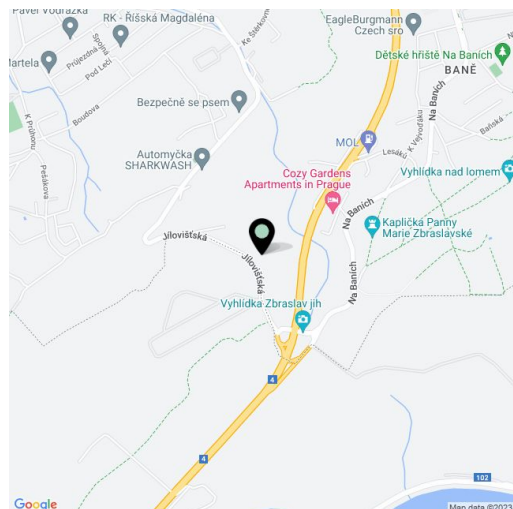 Pavel Vodrážka
RK - Říšská Magdaléna
EagleBurgmann
Czech sro
Ke Štěrkovně
Spojná
Průjezdná
Martela
Pod Lečí
Dětské hřiště Na Baních
BANĚ
K Průhonu
Boudova
Bezpečně se psem
Na Baních
K Vejvoďáku
Baňská
MOL
Lesáků
Automyčka
SHARKWASH
Pešákova
Cozy Gardens
Apartments in Prague
Vyhlídka nad lomem
Na Baních
Kaplička Panny
Marie Zbraslavské
Jílovišťská
Jílovišťská
Na Baních
Vyhlídka Zbraslav jih
4
4
102
Google
Map data ©2023